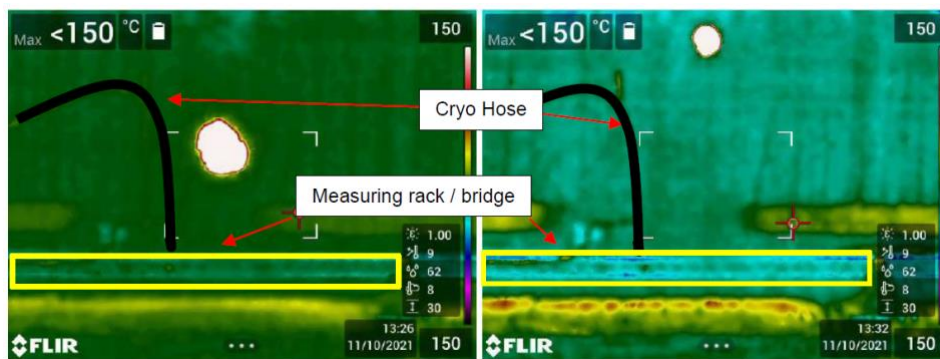 Max <150 °C 150
Max <150 °C 150
Cryo Hose
Measuring rack / bridge
1.00
9
62
8
30
1.00
9
62
8
30
13:26
11/10/2021
150
13:32
11/10/2021
150
FLIR
FLIR